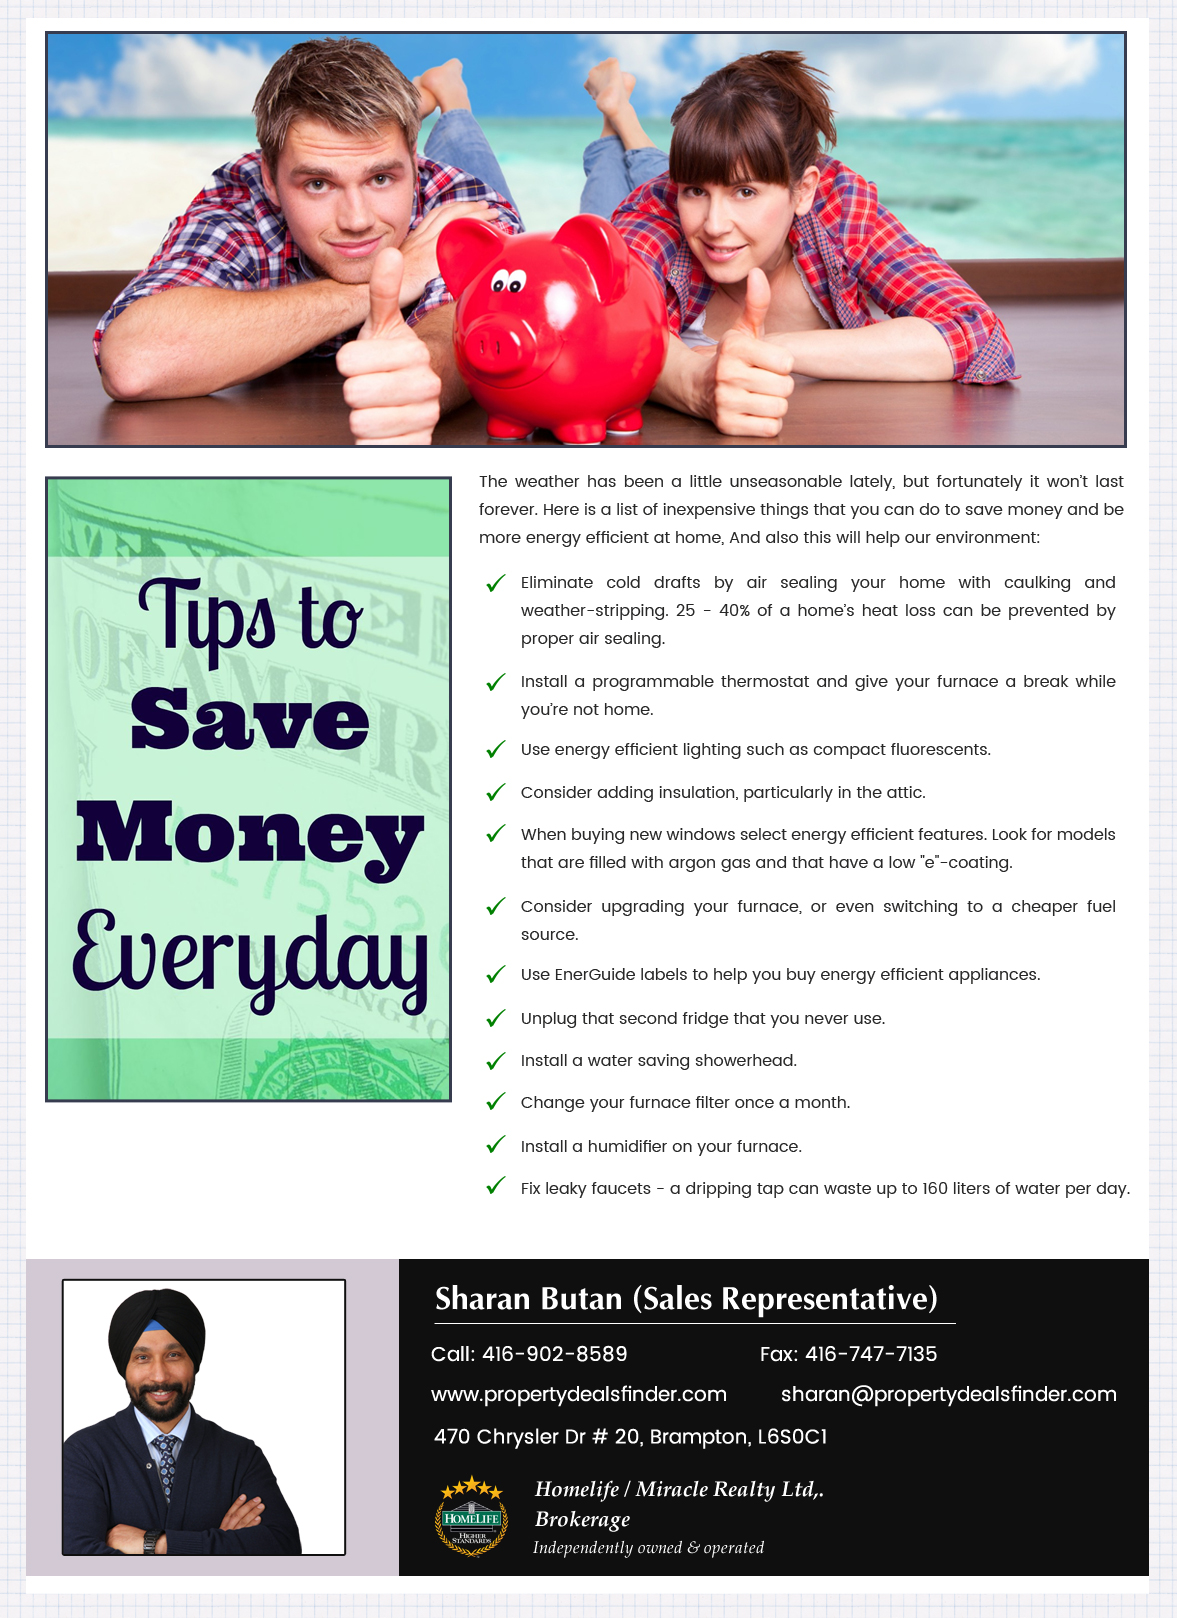 The weather has been a little unseasonable lately, but fortunately it won't last
forever. Here is a list of inexpensive things that you can do to save money and be
more energy efficient at home, And also this will help our environment:
Tips to
Save
Money
Everyday
Eliminate cold drafts by air sealing your home with caulking and
weather-stripping. 25 - 40% of a home's heat loss can be prevented by
proper air sealing.
Install a programmable thermostat and give your furnace a break while
you're not home.
Use energy efficient lighting such as compact fluorescents.
Consider adding insulation, particularly in the attic.
When buying new windows select energy efficient features. Look for models
that are filled with argon gas and that have a low "e"-coating.
Consider upgrading your furnace, or even switching to a cheaper fuel
source.
Use EnerGuide labels to help you buy energy efficient appliances.
Unplug that second fridge that you never use.
Install a water saving showerhead.
Change your furnace filter once a month.
Install a humidifier on your furnace.
Fix leaky faucets - a dripping tap can waste up to 160 liters of water per day.
Sharan Butan (Sales Representative)
Call: 416-902-8589 Fax: 416-747-7135
www.propertydealsfinder.com sharan@propertydealsfinder.com
470 Chrysler Dr # 20, Brampton, L6S0C1
Homelife / Miracle Realty Ltd,.
Brokerage
Independently owned & operated
HOMELIFE
HIGHER
STANDARDS